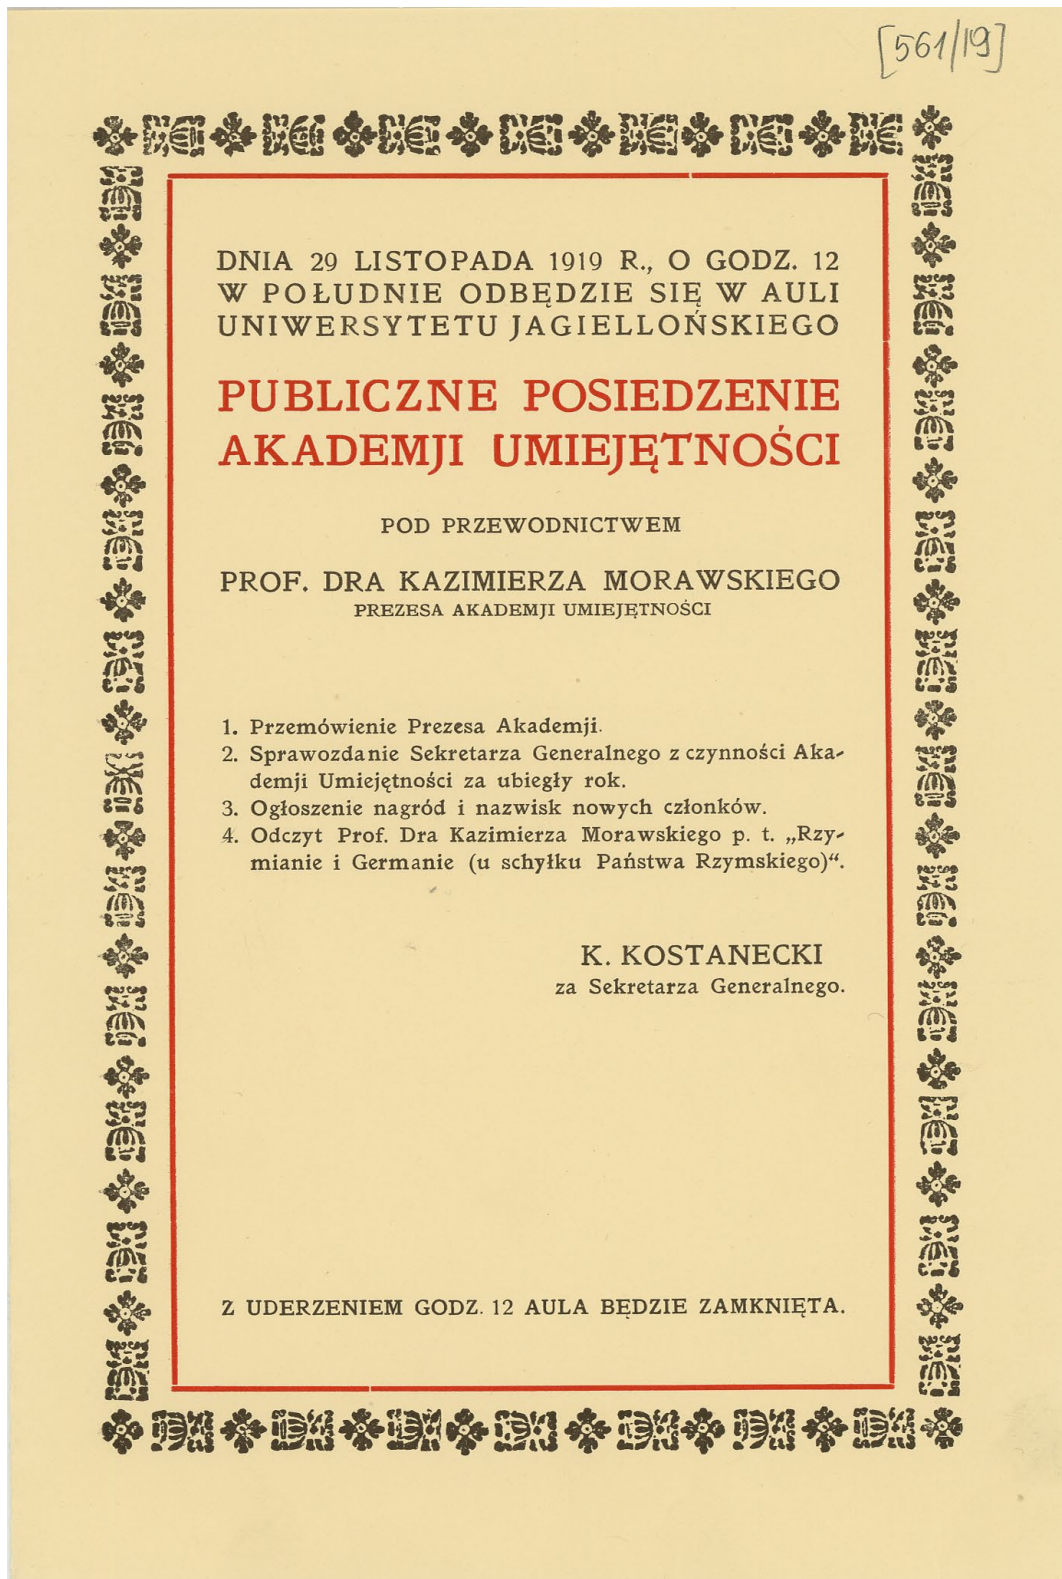 [561/19]
DNIA 29 LISTOPADA 1919 R., O GODZ. 12
W POŁUDNIE ODBĘDZIE SIĘ W AULI
UNIWERSYTETU JAGIELLOŃSKIEGO
PUBLICZNE POSIEDZENIE
AKADEMJI UMIEJĘTNOŚCI
POD PRZEWODNICTWEM
PROF. DRA KAZIMIERZA MORAWSKIEGO
PREZESA AKADEMJI UMIEJĘTNOŚCI
1. Przemówienie Prezesa Akademji.
2. Sprawozdanie Sekretarza Generalnego z czynności Aka-
demji Umiejętności za ubiegły rok.
3. Ogłoszenie nagród i nazwisk nowych członków.
4. Odczyt Prof. Dra Kazimierza Morawskiego p. t. „Rzy-
mianie i Germanie (u schyłku Państwa Rzymskiego)“.
K. KOSTANECKI
za Sekretarza Generalnego.
Z UDERZENIEM GODZ. 12 AULA BĘDZIE ZAMKNIĘTA.